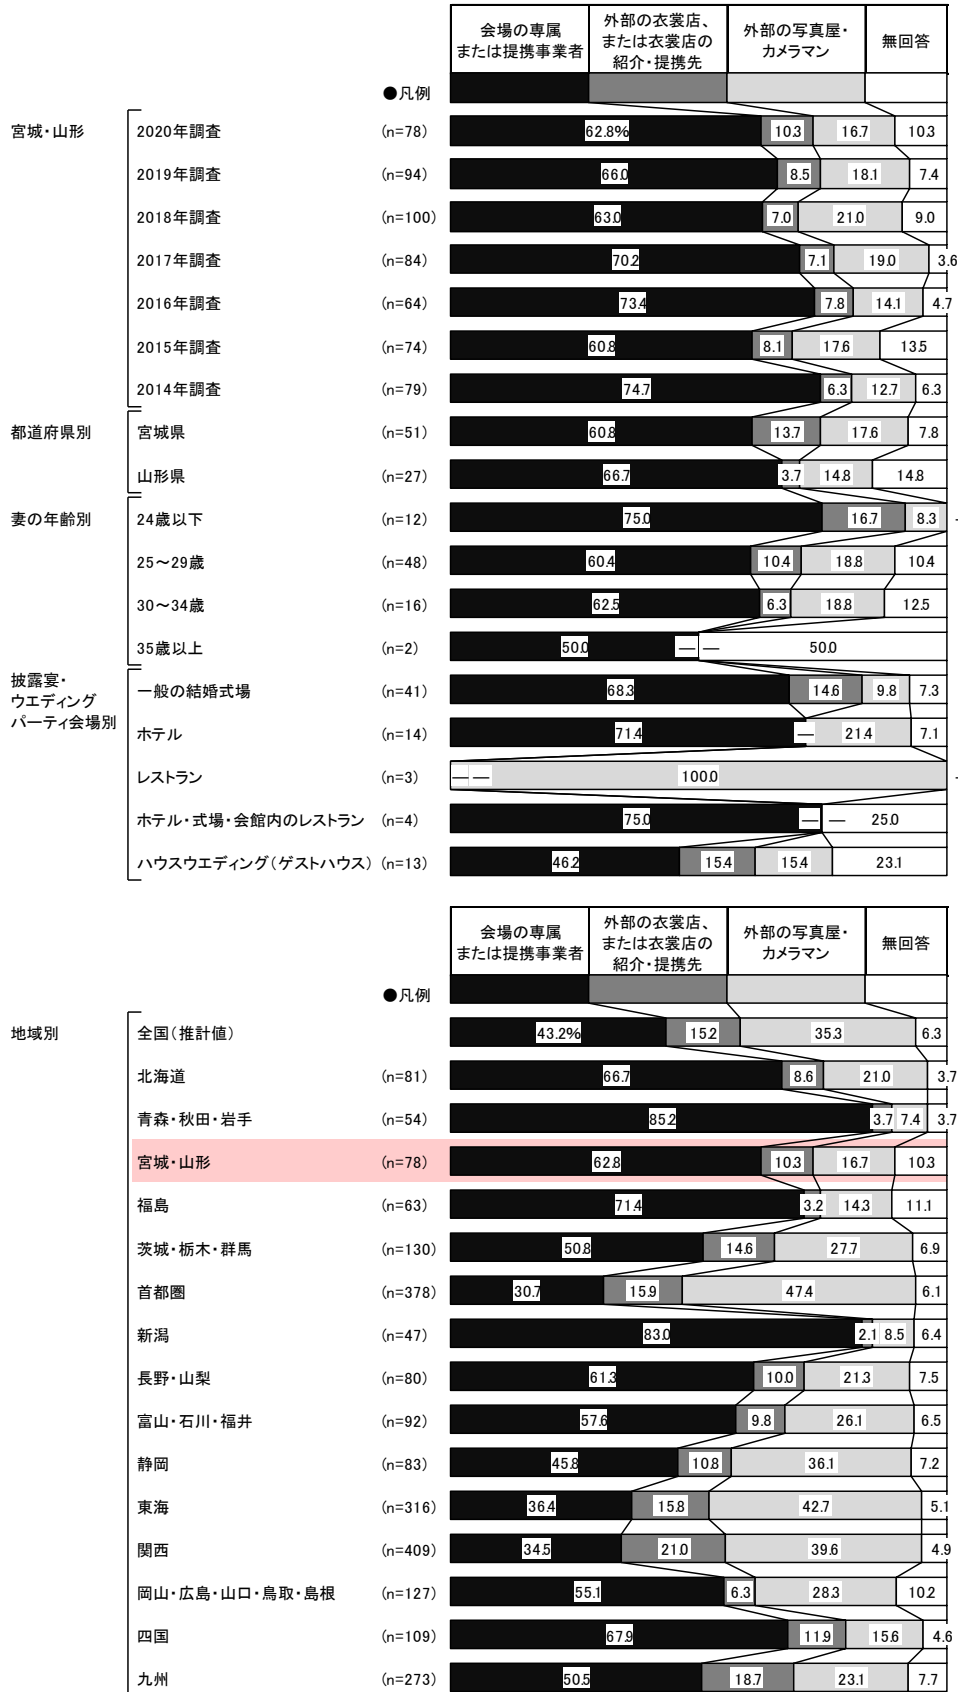 会場の専属
または提携事業者
外部の衣裳店、
または衣裳店の
紹介・提携先
外部の写真屋・
カメラマン
無回答
●凡例
宮城・山形
2020年調査 (n=78) 62.8% 10.3 16.7 10.3
2019年調査 (n=94) 66.0 8.5 18.1 7.4
2018年調査 (n=100) 63.0 7.0 21.0 9.0
2017年調査 (n=84) 70.2 7.1 19.0 3.6
2016年調査 (n=64) 73.4 7.8 14.1 4.7
2015年調査 (n=74) 60.8 8.1 17.6 13.5
2014年調査 (n=79) 74.7 6.3 12.7 6.3
都道府県別
宮城県 (n=51) 60.8 13.7 17.6 7.8
山形県 (n=27) 66.7 3.7 14.8 14.8
妻の年齢別
24歳以下 (n=12) 75.0 16.7 8.3 -
25～29歳 (n=48) 60.4 10.4 18.8 10.4
30～34歳 (n=16) 62.5 6.3 18.8 12.5
35歳以上 (n=2) 50.0 — — 50.0
披露宴・
ウエディング
パーティ会場別
一般の結婚式場 (n=41) 68.3 14.6 9.8 7.3
ホテル (n=14) 71.4 — 21.4 7.1
レストラン (n=3) — — 100.0 -
ホテル・式場・会館内のレストラン (n=4) 75.0 — — 25.0
ハウスウエディング（ゲストハウス） (n=13) 46.2 15.4 15.4 23.1
会場の専属
または提携事業者
外部の衣裳店、
または衣裳店の
紹介・提携先
外部の写真屋・
カメラマン
無回答
●凡例
地域別
全国（推計値） 43.2% 15.2 35.3 6.3
北海道 (n=81) 66.7 8.6 21.0 3.7
青森・秋田・岩手 (n=54) 85.2 3.7 7.4 3.7
宮城・山形 (n=78) 62.8 10.3 16.7 10.3
福島 (n=63) 71.4 3.2 14.3 11.1
茨城・栃木・群馬 (n=130) 50.8 14.6 27.7 6.9
首都圏 (n=378) 30.7 15.9 47.4 6.1
新潟 (n=47) 83.0 2.1 8.5 6.4
長野・山梨 (n=80) 61.3 10.0 21.3 7.5
富山・石川・福井 (n=92) 57.6 9.8 26.1 6.5
静岡 (n=83) 45.8 10.8 36.1 7.2
東海 (n=316) 36.4 15.8 42.7 5.1
関西 (n=409) 34.5 21.0 39.6 4.9
岡山・広島・山口・鳥取・島根 (n=127) 55.1 6.3 28.3 10.2
四国 (n=109) 67.9 11.9 15.6 4.6
九州 (n=273) 50.5 18.7 23.1 7.7